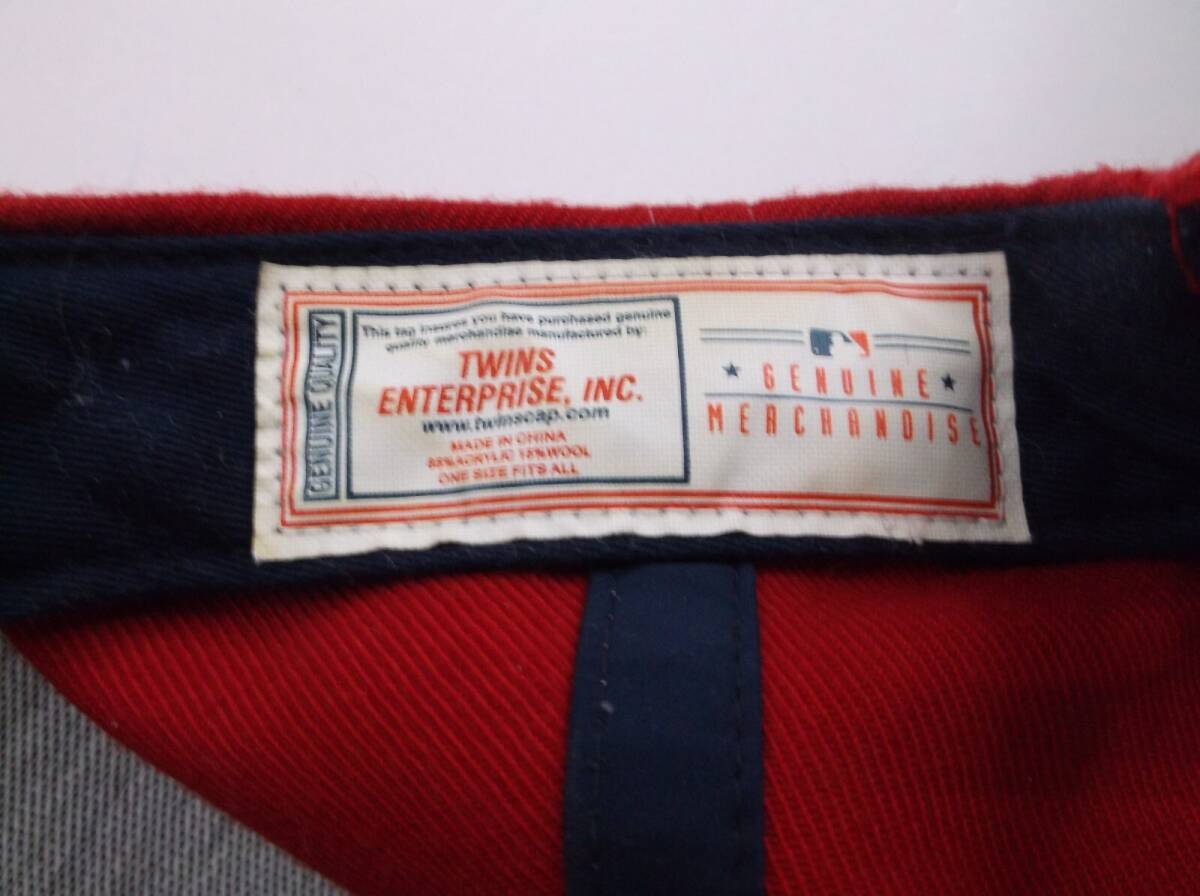 GENUINE QUALITY
This tag insures you have purchased genuine
quality merchandise manufactured by:
TWINS
ENTERPRISE, INC.
www.twinscap.com
MADE IN CHINA
85%ACRYLIC 15%WOOL
ONE SIZE FITS ALL
GENUINE
MERCHANDISE